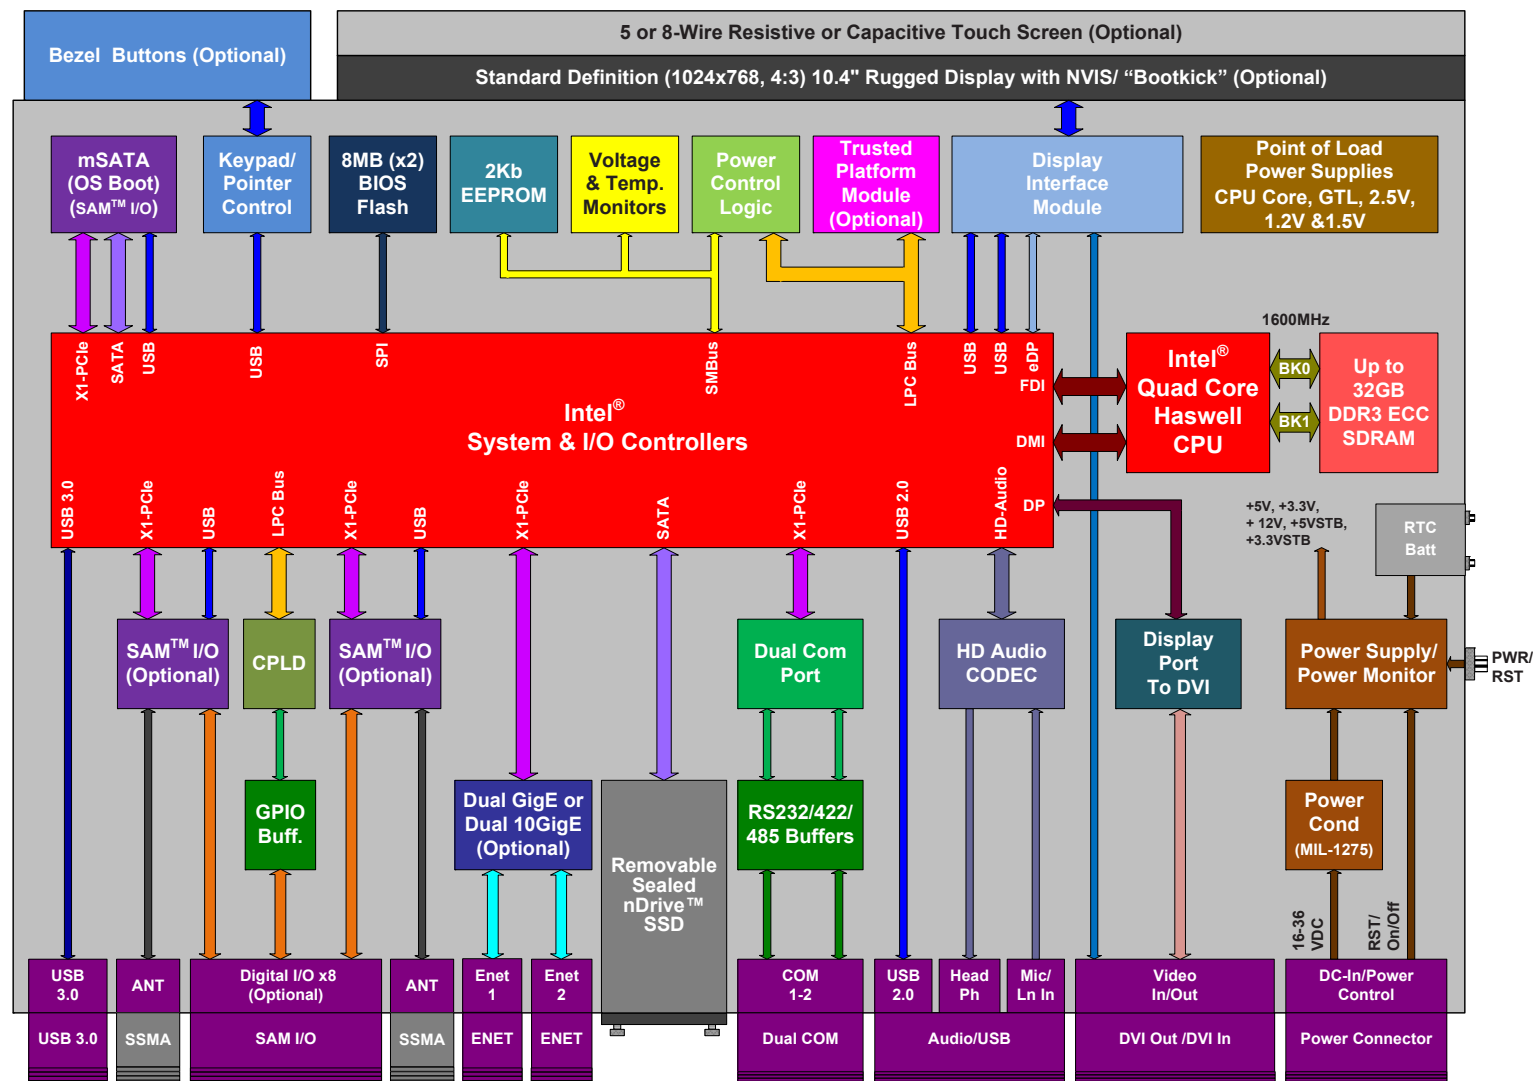 Bezel Buttons (Optional)
5 or 8-Wire Resistive or Capacitive Touch Screen (Optional)
Standard Definition (1024x768, 4:3) 10.4" Rugged Display with NVIS/ “Bootkick” (Optional)
mSATA
(OS Boot)
(SAM™ I/O)
Keypad/
Pointer
Control
8MB (x2)
BIOS
Flash
2Kb
EEPROM
Voltage
& Temp.
Monitors
Power
Control
Logic
Trusted
Platform
Module
(Optional)
Display
Interface
Module
Point of Load
Power Supplies
CPU Core, GTL, 2.5V,
1.2V &1.5V
X1-PCIe
SATA
USB
USB
SPI
SMBus
LPC Bus
USB
USB
eDP
FDI
DMI
DP
Intel®
System & I/O Controllers
Intel®
Quad Core
Haswell
CPU
1600MHz
BK0
BK1
Up to
32GB
DDR3 ECC
SDRAM
USB 3.0
X1-PCIe
USB
LPC Bus
X1-PCIe
USB
X1-PCIe
SATA
X1-PCIe
USB 2.0
HD-Audio
+5V, +3.3V,
+ 12V, +5VSTB,
+3.3VSTB
RTC
Batt
SAM™ I/O
(Optional)
CPLD
SAM™ I/O
(Optional)
Dual Com
Port
HD Audio
CODEC
Display
Port
To DVI
Power Supply/
Power Monitor
PWR/
RST
GPIO
Buff.
Dual GigE or
Dual 10GigE
(Optional)
Removable
Sealed
nDrive™
SSD
RS232/422/
485 Buffers
Power
Cond
(MIL-1275)
16-36
VDC
RST/
On/Off
USB
3.0
ANT
Digital I/O x8
(Optional)
ANT
Enet
1
Enet
2
COM
1-2
USB
2.0
Head
Ph
Mic/
Ln In
Video
In/Out
DC-In/Power
Control
USB 3.0
SSMA
SAM I/O
SSMA
ENET
ENET
Dual COM
Audio/USB
DVI Out /DVI In
Power Connector